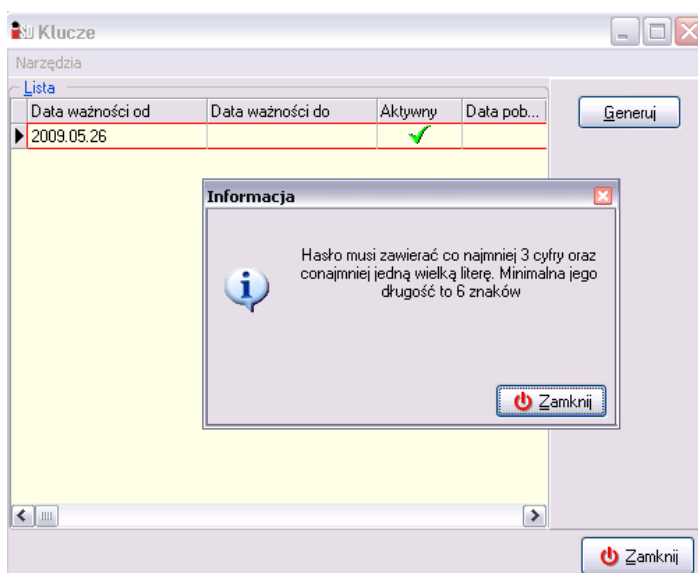 Klucze
Narzędzia
Lista
Data ważności od Data ważności do Aktywny Data pob...
Generuj
2009.05.26
Informacja
Hasło musi zawierać co najmniej 3 cyfry oraz
conajmniej jedną wielką literę. Minimalna jego
długość to 6 znaków
Zamknij
Zamknij